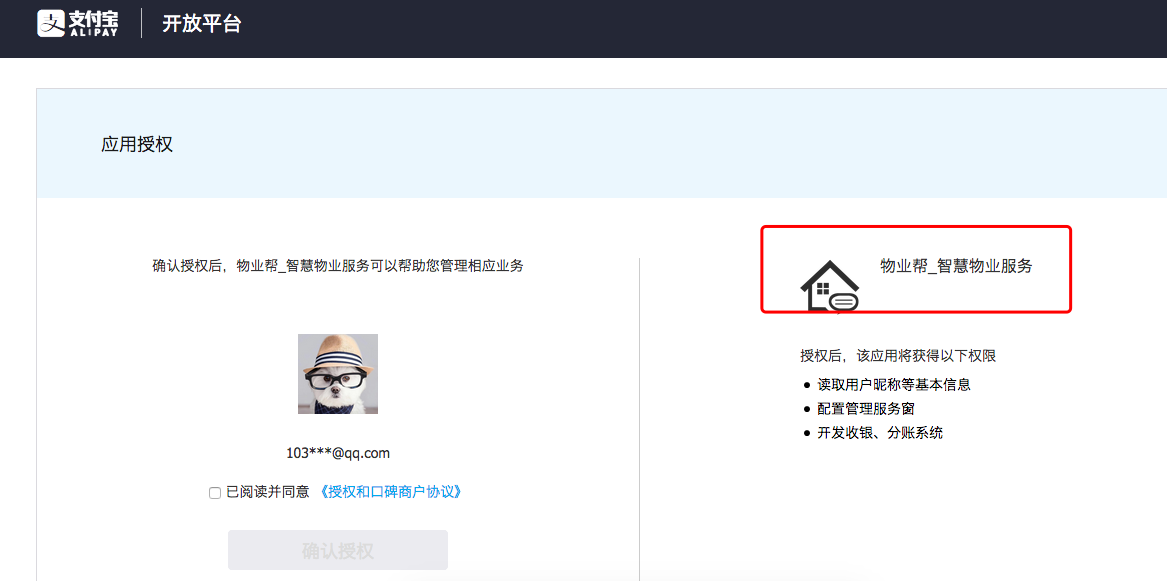 支 支付宝 ALIPAY 开放平台
应用授权
确认授权后，物业帮_智慧物业服务可以帮助您管理相应业务
103***@qq.com
已阅读并同意 《授权和口碑商户协议》
确认授权
物业帮_智慧物业服务
授权后，该应用将获得以下权限
• 读取用户昵称等基本信息
• 配置管理服务窗
• 开发收银、分账系统